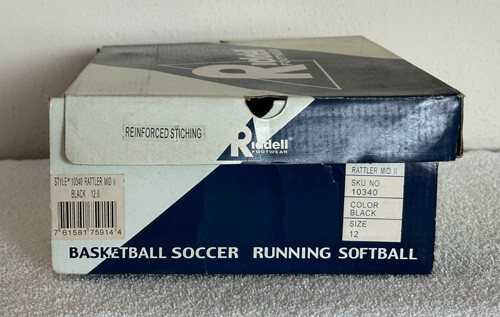 Riddell
FOOTWEAR
REINFORCED STICHING
Riddell
FOOTWEAR
STYLE# 10340 RATTLER MID II
BLACK 12.0
7 61581 75914 4
RATTLER MID II
SKU NO
10340
COLOR
BLACK
SIZE
12
BASKETBALL SOCCER RUNNING SOFTBALL